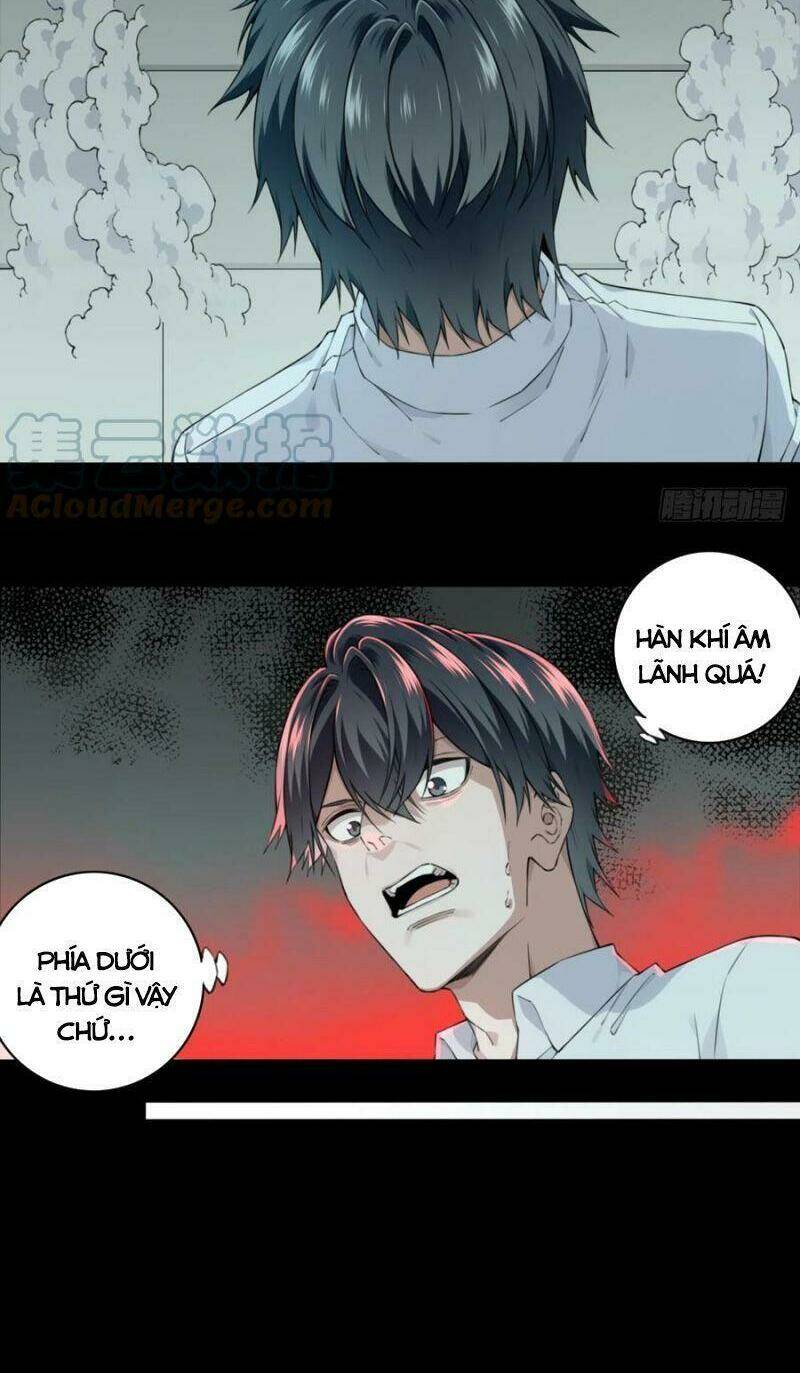 集云数据
ACloudMerge.com
腾讯动漫
HÀN KHÍ ÂM
LÃNH QUÁ!
PHÍA DƯỚI
LÀ THỨ GÌ VẬY
CHỨ...